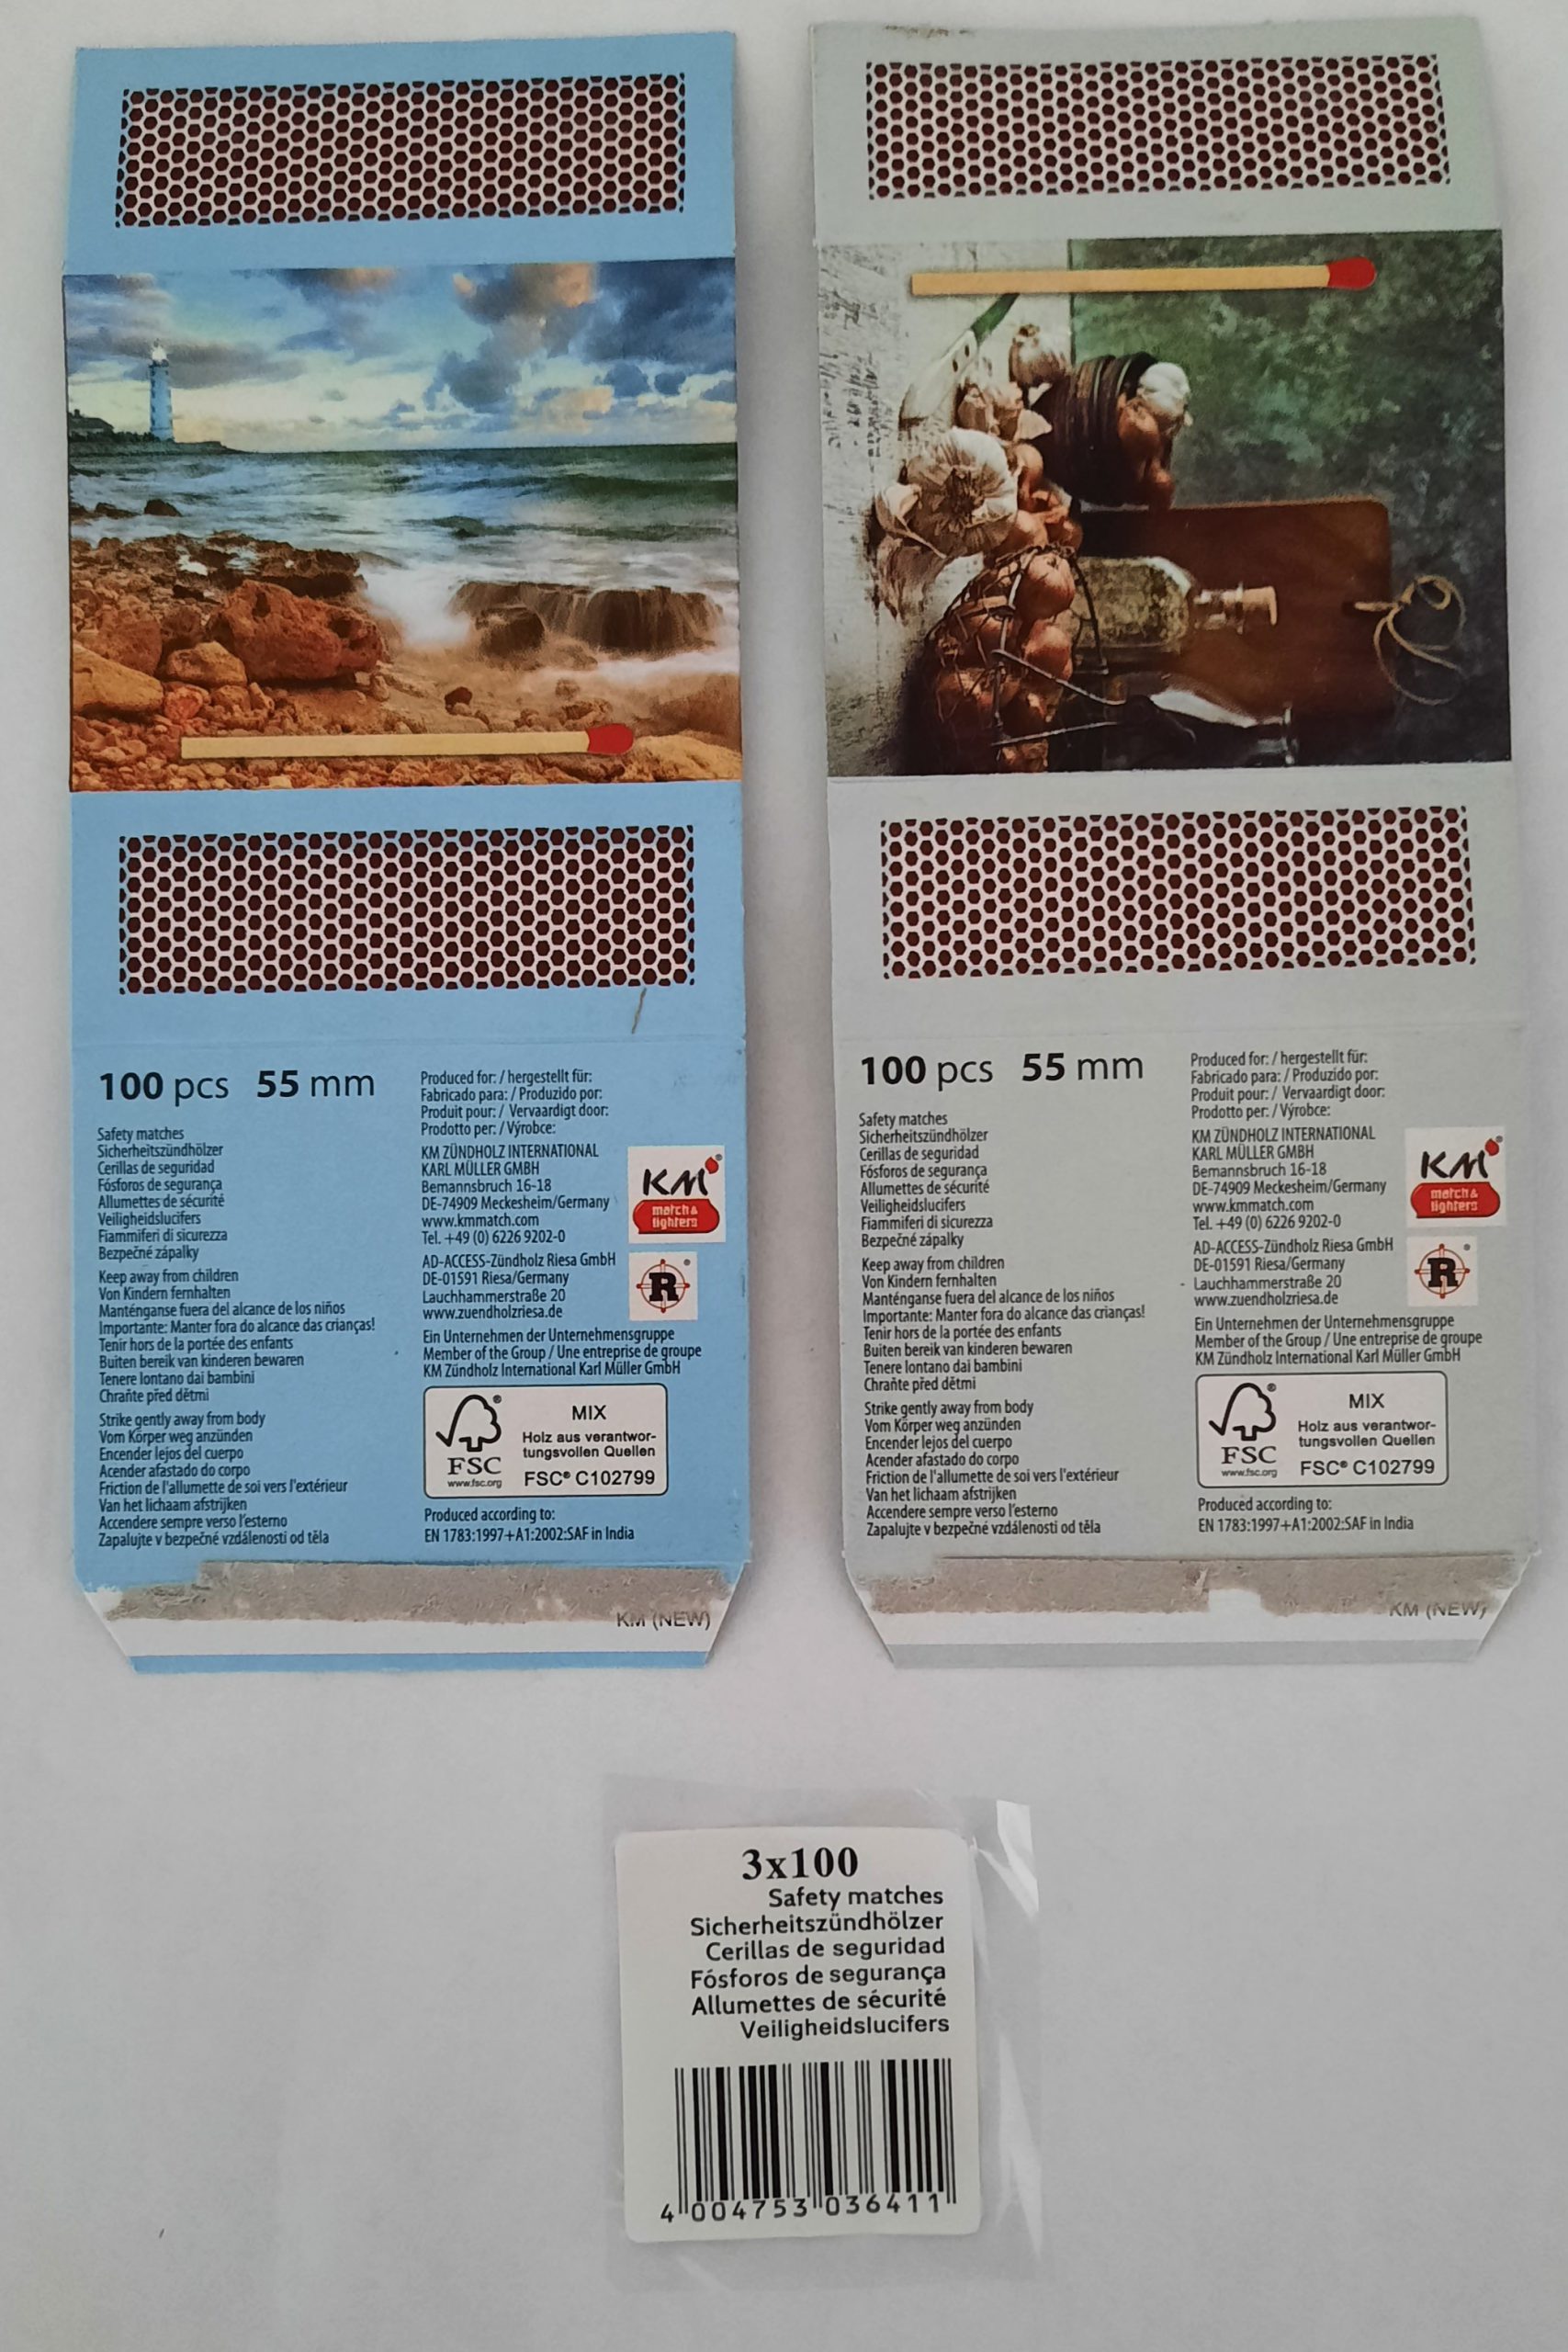 100 pcs 55 mm
Safety matches
Sicherheitszündhölzer
Cerillas de seguridad
Fósforos de segurança
Allumettes de sécurité
Veiligheidslucifers
Fiammiferi di sicurezza
Bezpečné zápalky
Keep away from children
Von Kindern fernhalten
Manténganse fuera del alcance de los niños
Importante: Manter fora do alcance das crianças!
Tenir hors de la portée des enfants
Buiten bereik van kinderen bewaren
Tenere lontano dai bambini
Chraňte před dětmi
Strike gently away from body
Vom Körper weg anzünden
Encender lejos del cuerpo
Acender afastado do corpo
Friction de l'allumette de soi vers l'extérieur
Van het lichaam afstrijken
Accendere sempre verso l'esterno
Zapalujte v bezpečné vzdálenosti od těla
Produced for: / hergestellt für:
Fabricado para: / Produzido por:
Produit pour: / Vervaardigt door:
Prodotto per: / Výrobce:
KM ZÜNDHOLZ INTERNATIONAL
KARL MÜLLER GMBH
Bemannsbruch 16-18
DE-74909 Meckesheim/Germany
www.kmmatch.com
Tel. +49 (0) 6226 9202-0
KM®
match &
lighters
AD-ACCESS-Zündholz Riesa GmbH
DE-01591 Riesa/Germany
Lauchhammerstraße 20
www.zuendholzriesa.de
R®
Ein Unternehmen der Unternehmensgruppe
Member of the Group / Une entreprise de groupe
KM Zündholz International Karl Müller GmbH
®
FSC
www.fsc.org
MIX
Holz aus verantwor-
tungsvollen Quellen
FSC® C102799
Produced according to:
EN 1783:1997+A1:2002:SAF in India
KM (NEW)
100 pcs 55 mm
Safety matches
Sicherheitszündhölzer
Cerillas de seguridad
Fósforos de segurança
Allumettes de sécurité
Veiligheidslucifers
Fiammiferi di sicurezza
Bezpečné zápalky
Keep away from children
Von Kindern fernhalten
Manténganse fuera del alcance de los niños
Importante: Manter fora do alcance das crianças!
Tenir hors de la portée des enfants
Buiten bereik van kinderen bewaren
Tenere lontano dai bambini
Chraňte před dětmi
Strike gently away from body
Vom Körper weg anzünden
Encender lejos del cuerpo
Acender afastado do corpo
Friction de l'allumette de soi vers l'extérieur
Van het lichaam afstrijken
Accendere sempre verso l'esterno
Zapalujte v bezpečné vzdálenosti od těla
Produced for: / hergestellt für:
Fabricado para: / Produzido por:
Produit pour: / Vervaardigt door:
Prodotto per: / Výrobce:
KM ZÜNDHOLZ INTERNATIONAL
KARL MÜLLER GMBH
Bemannsbruch 16-18
DE-74909 Meckesheim/Germany
www.kmmatch.com
Tel. +49 (0) 6226 9202-0
KM®
match &
lighters
AD-ACCESS-Zündholz Riesa GmbH
DE-01591 Riesa/Germany
Lauchhammerstraße 20
www.zuendholzriesa.de
R®
Ein Unternehmen der Unternehmensgruppe
Member of the Group / Une entreprise de groupe
KM Zündholz International Karl Müller GmbH
®
FSC
www.fsc.org
MIX
Holz aus verantwor-
tungsvollen Quellen
FSC® C102799
Produced according to:
EN 1783:1997+A1:2002:SAF in India
KM (NEW)
3x100
Safety matches
Sicherheitszündhölzer
Cerillas de seguridad
Fósforos de segurança
Allumettes de sécurité
Veiligheidslucifers
4 004753 036411